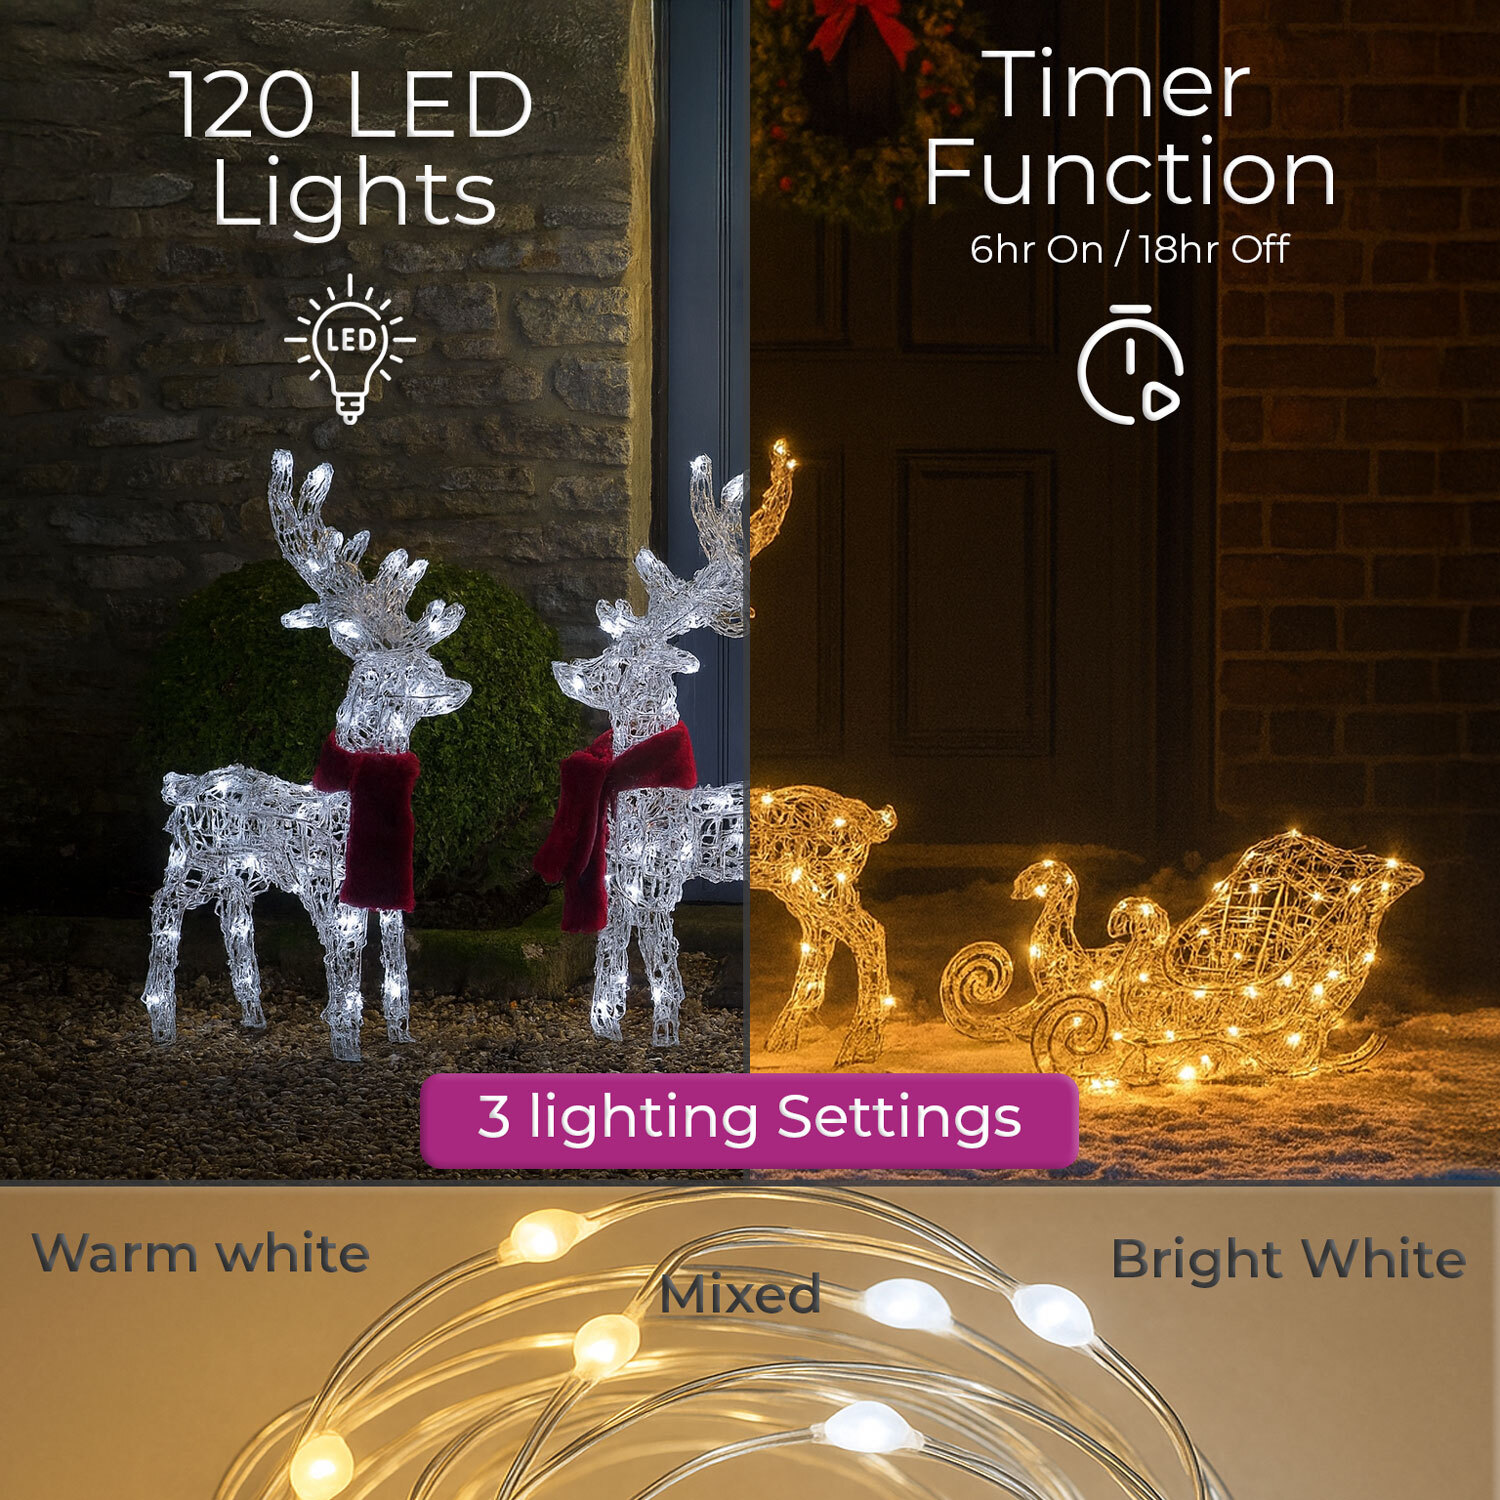 120 LED
Lights
LED
Timer
Function
6hr On / 18hr Off
3 lighting Settings
Warm white
Mixed
Bright White